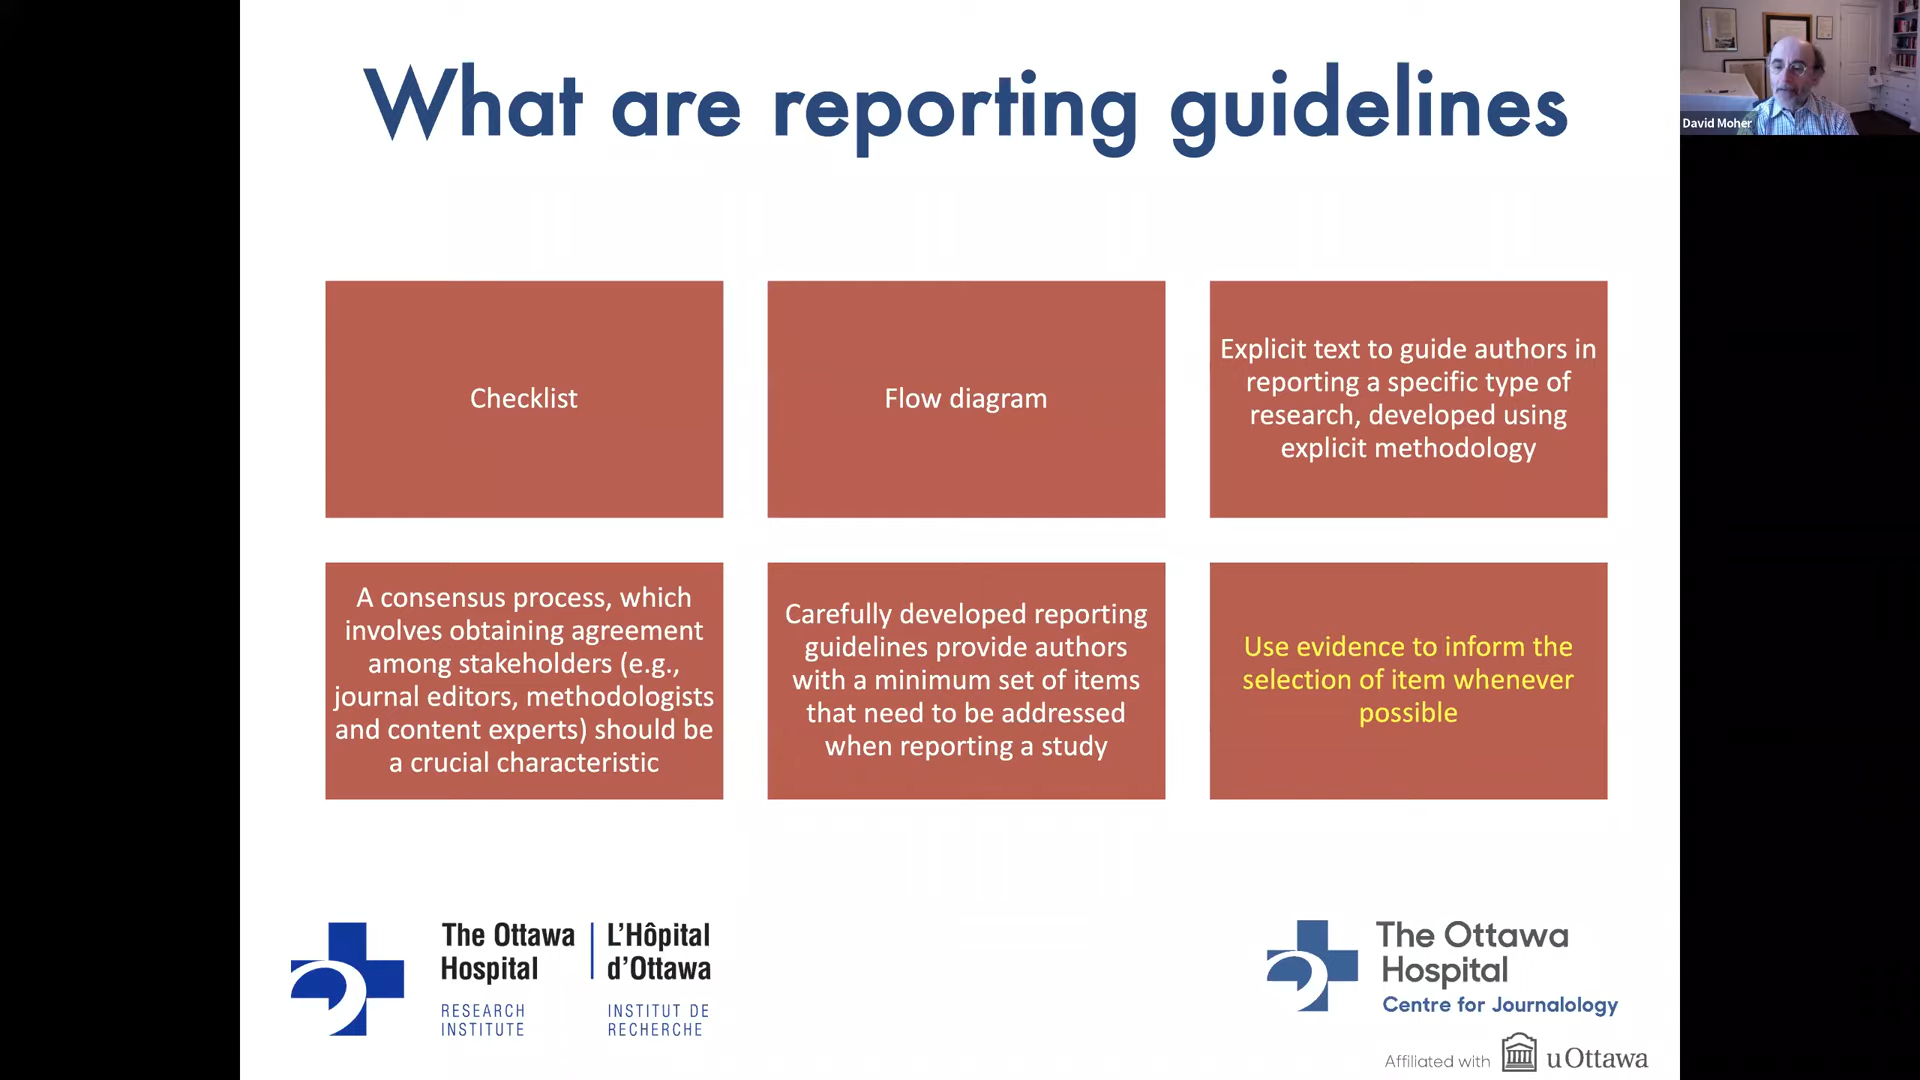 What are reporting guidelines
David Moher
Checklist
Flow diagram
Explicit text to guide authors in
reporting a specific type of
research, developed using
explicit methodology
A consensus process, which
involves obtaining agreement
among stakeholders (e.g.,
journal editors, methodologists
and content experts) should be
a crucial characteristic
Carefully developed reporting
guidelines provide authors
with a minimum set of items
that need to be addressed
when reporting a study
Use evidence to inform the
selection of item whenever
possible
The Ottawa
Hospital
RESEARCH
INSTITUTE
L'Hôpital
d'Ottawa
INSTITUT DE
RECHERCHE
The Ottawa
Hospital
Centre for Journalology
Affiliated with
uOttawa